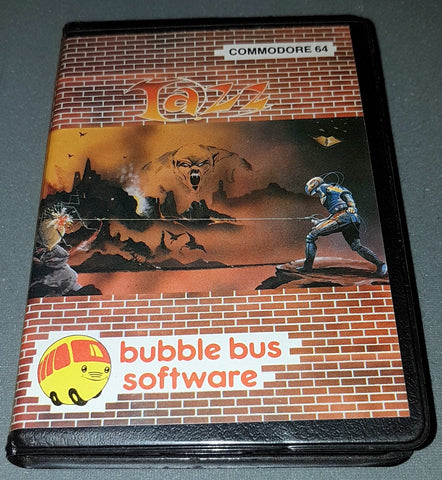 COMMODORE 64
Tazz
bubble bus
software